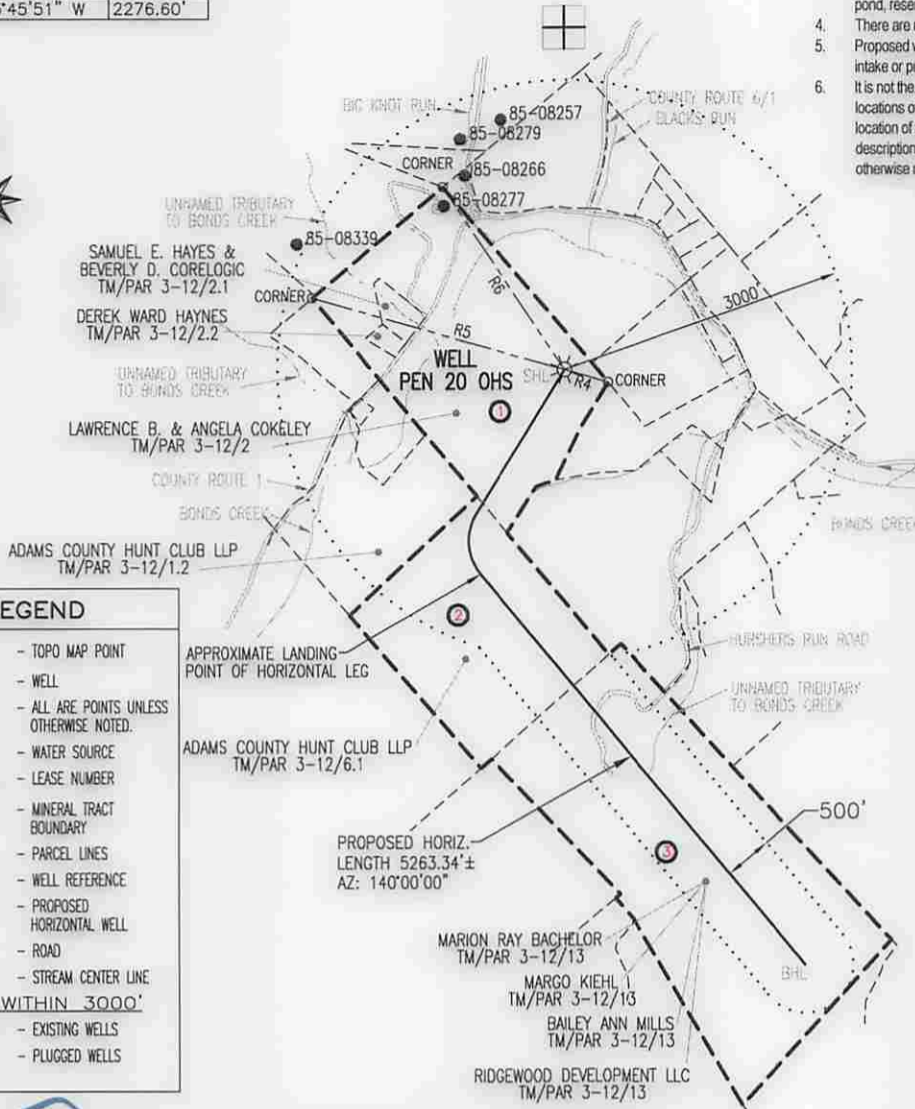 °45'51" W 2276.60'
pond, reser
4. There are
5. Proposed
intake or p
6. It is not the
locations o
location of
description
otherwise
BIG KNOT RUN
85-08257
COUNTY ROUTE 6/1
BLACKS RUN
85-08279
CORNER
85-08266
85-08277
UNNAMED TRIBUTARY
TO BONDS CREEK
85-08339
SAMUEL E. HAYES &
BEVERLY D. CORELOGIC
TM/PAR 3-12/2.1
CORNER
R6
3000'
DEREK WARD HAYNES
TM/PAR 3-12/2.2
R5
WELL
PEN 20 OHS
SHL
R4
CORNER
UNNAMED TRIBUTARY
TO BONDS CREEK
1
LAWRENCE B. & ANGELA COKELEY
TM/PAR 3-12/2
COUNTY ROUTE 1
BONDS CREEK
BONDS CREEK
ADAMS COUNTY HUNT CLUB LLP
TM/PAR 3-12/1.2
EGEND
- TOPO MAP POINT
- WELL
- ALL ARE POINTS UNLESS
OTHERWISE NOTED.
- WATER SOURCE
- LEASE NUMBER
- MINERAL TRACT
BOUNDARY
- PARCEL LINES
- WELL REFERENCE
- PROPOSED
HORIZONTAL WELL
- ROAD
- STREAM CENTER LINE
WITHIN 3000'
- EXISTING WELLS
- PLUGGED WELLS
2
APPROXIMATE LANDING
POINT OF HORIZONTAL LEG
HURSHERS RUN ROAD
UNNAMED TRIBUTARY
TO BONDS CREEK
ADAMS COUNTY HUNT CLUB LLP
TM/PAR 3-12/6.1
500'
PROPOSED HORIZ.
LENGTH 5263.34'±
AZ: 140°00'00"
3
MARION RAY BACHELOR
TM/PAR 3-12/13
BHL
MARGO KIEHL
TM/PAR 3-12/13
BAILEY ANN MILLS
TM/PAR 3-12/13
RIDGEWOOD DEVELOPMENT LLC
TM/PAR 3-12/13